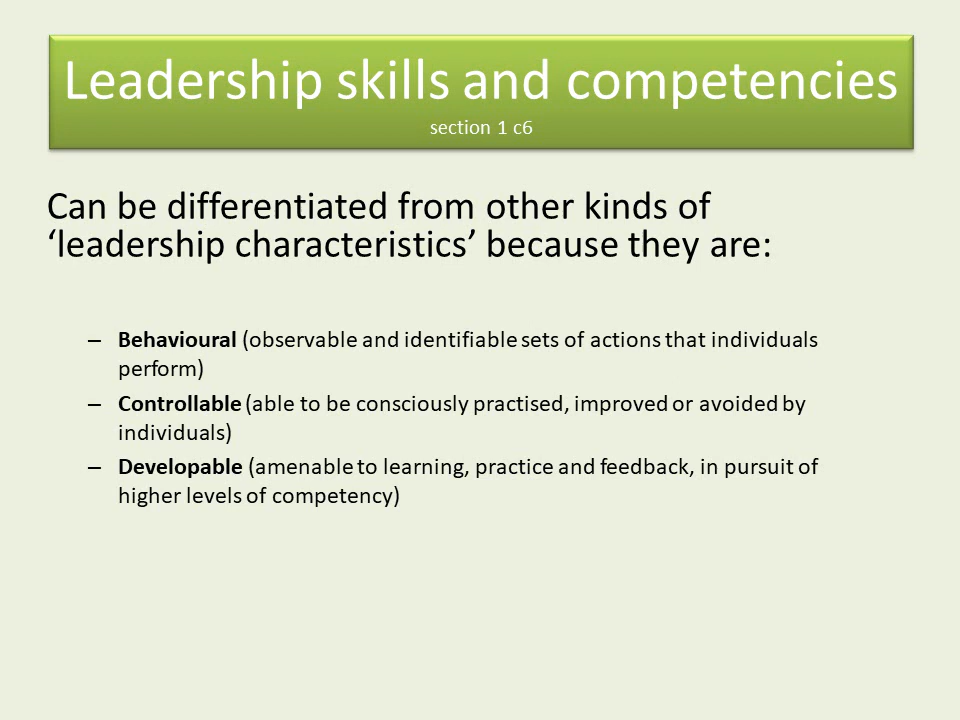 Leadership skills and competencies
section 1 c6
Can be differentiated from other kinds of
‘leadership characteristics’ because they are:
– Behavioural (observable and identifiable sets of actions that individuals
perform)
– Controllable (able to be consciously practised, improved or avoided by
individuals)
– Developable (amenable to learning, practice and feedback, in pursuit of
higher levels of competency)